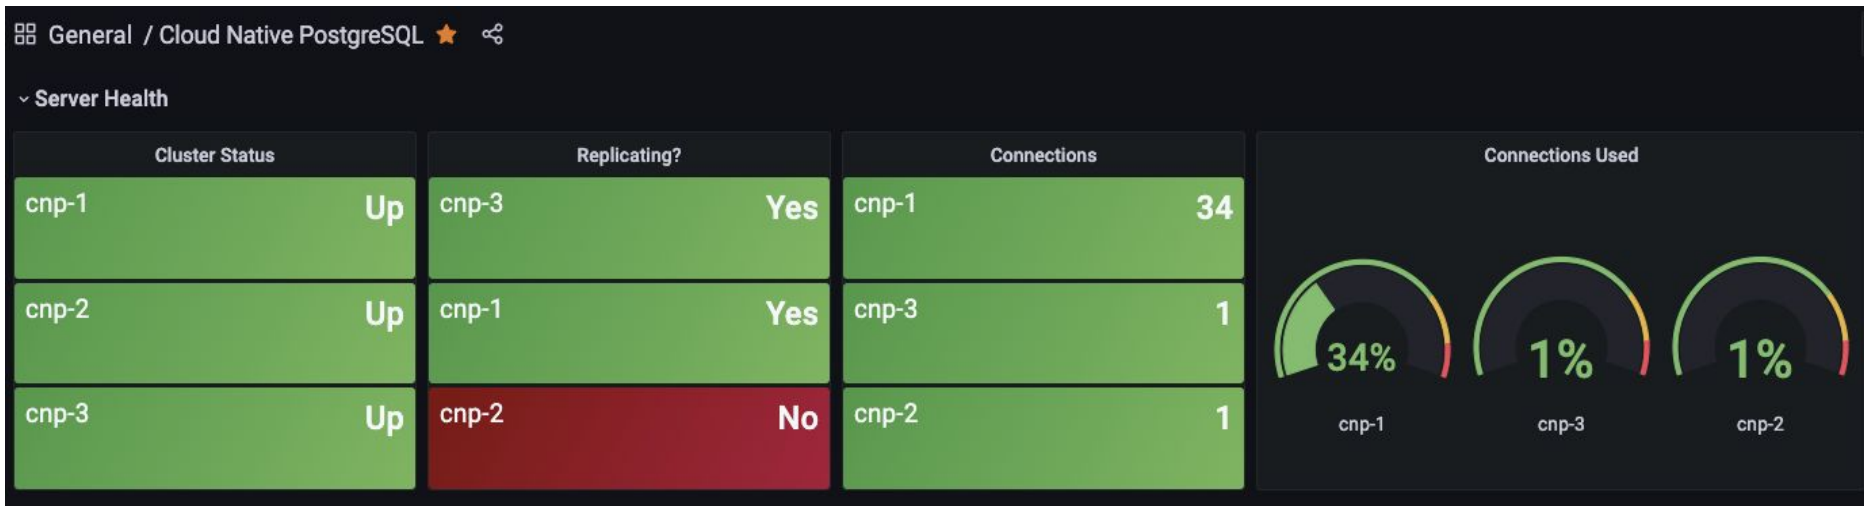 General / Cloud Native PostgreSQL
Server Health
Cluster Status
cnp-1 Up
cnp-2 Up
cnp-3 Up
Replicating?
cnp-3 Yes
cnp-1 Yes
cnp-2 No
Connections
cnp-1 34
cnp-3 1
cnp-2 1
Connections Used
34% 1% 1%
cnp-1 cnp-3 cnp-2